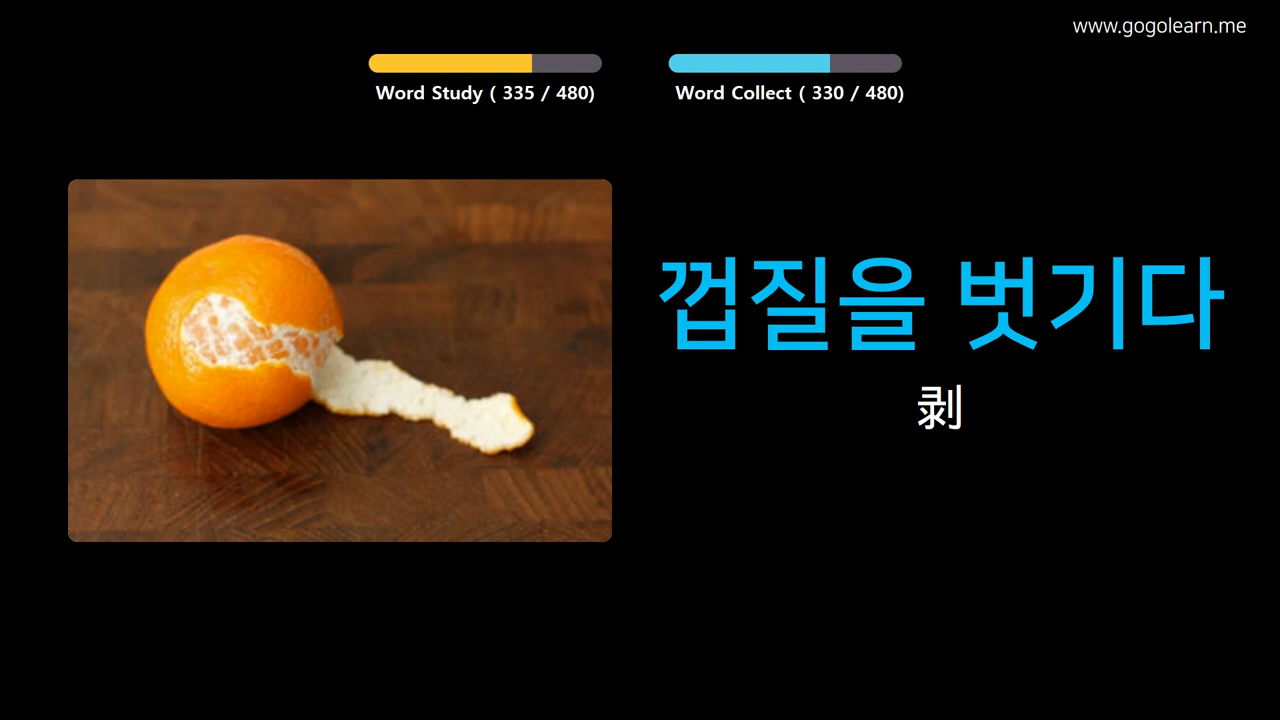 www.gogolearn.me
Word Study ( 335 / 480)
Word Collect ( 330 / 480)
껍질을 벗기다
剥